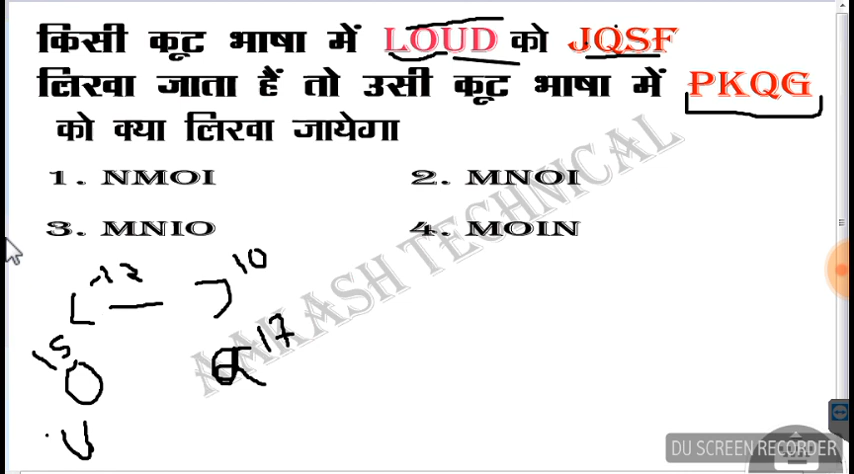 किसी कूट भाषा में LOUD को JQSF
लिखा जाता हैं तो उसी कूट भाषा में PKQG
को क्या लिखा जायेगा
1. NMOI 2. MNOI
3. MNIO 4. MOIN
L 12 — J 10
O 15 Q 17
U
AAKASH TECHNICAL
DU SCREEN RECORDER